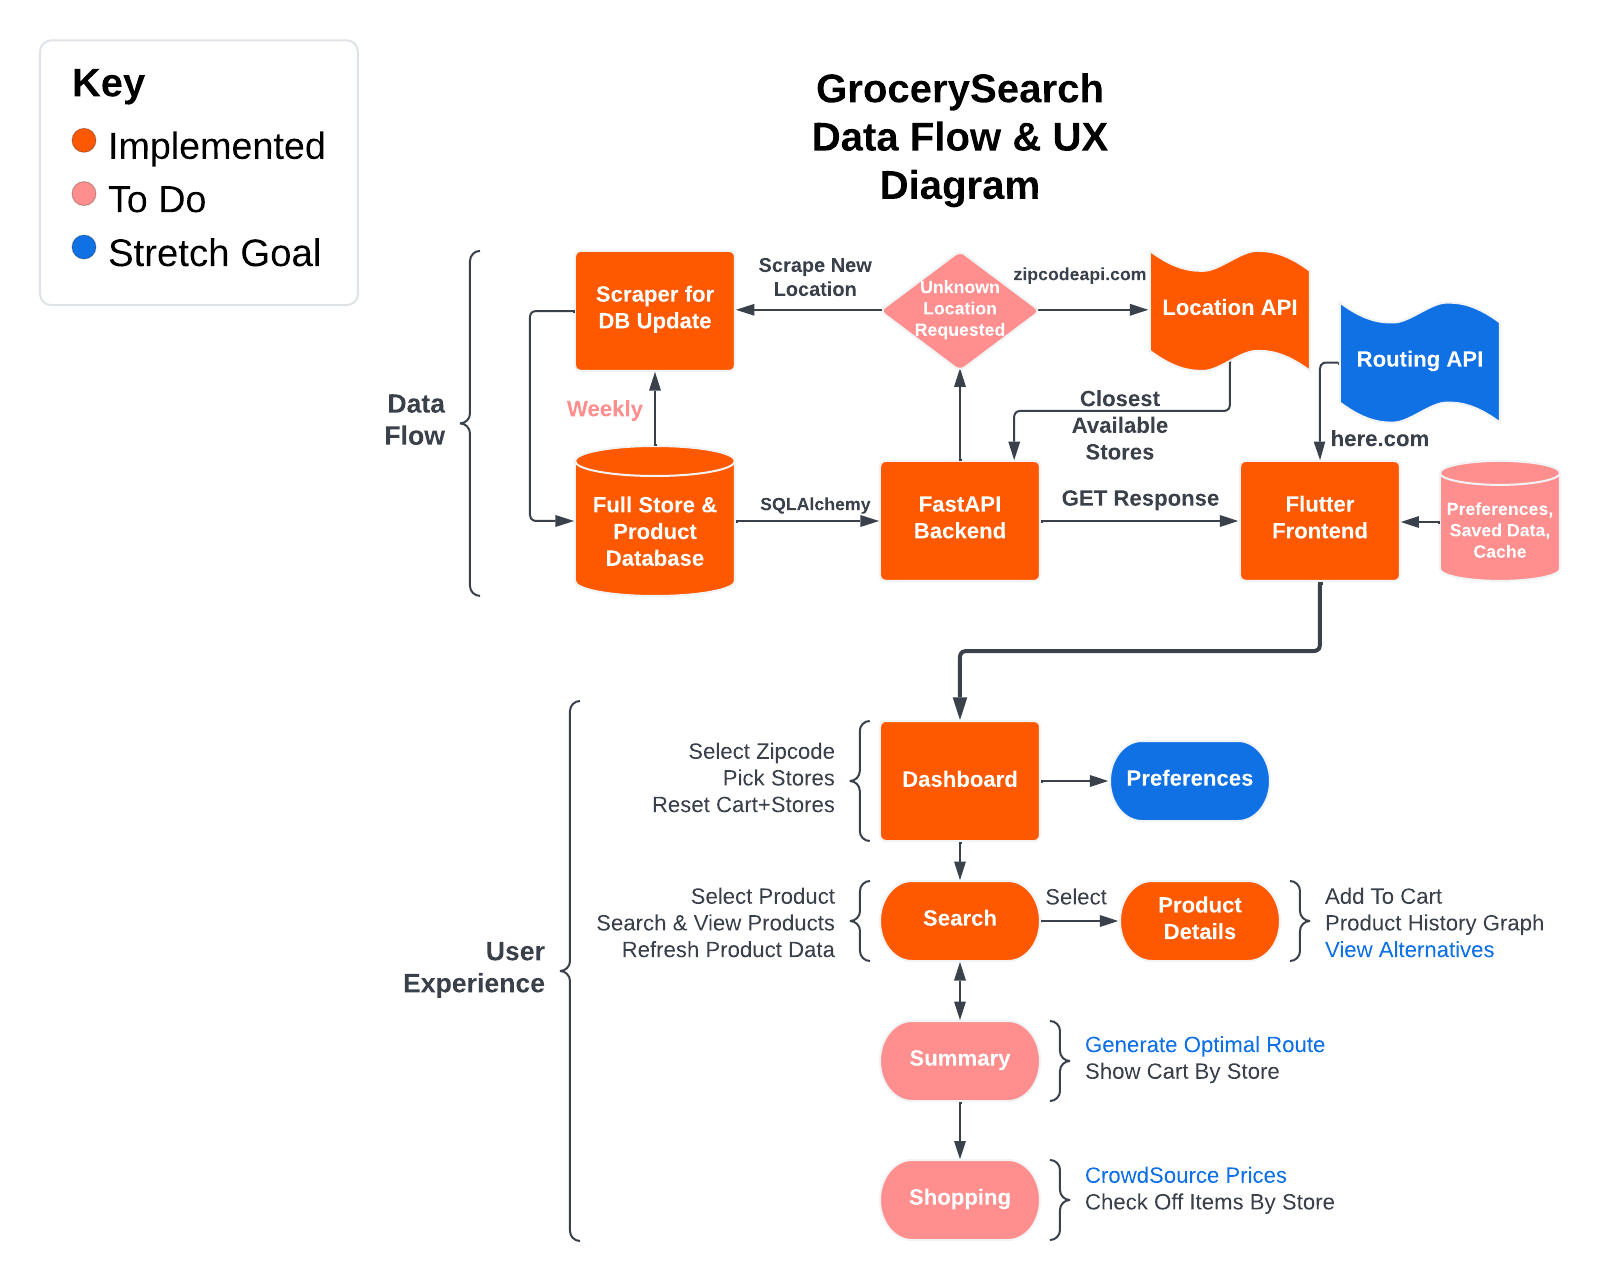 Key
Implemented
To Do
Stretch Goal
GrocerySearch
Data Flow & UX
Diagram
Data
Flow
Scraper for
DB Update
Scrape New
Location
Unknown
Location
Requested
zipcodeapi.com
Location API
Routing API
Weekly
Closest
Available
Stores
here.com
Full Store &
Product
Database
SQLAlchemy
FastAPI
Backend
GET Response
Flutter
Frontend
Preferences,
Saved Data,
Cache
User
Experience
Select Zipcode
Pick Stores
Reset Cart+Stores
Dashboard
Preferences
Select Product
Search & View Products
Refresh Product Data
Search
Select
Product
Details
Add To Cart
Product History Graph
View Alternatives
Summary
Generate Optimal Route
Show Cart By Store
Shopping
CrowdSource Prices
Check Off Items By Store